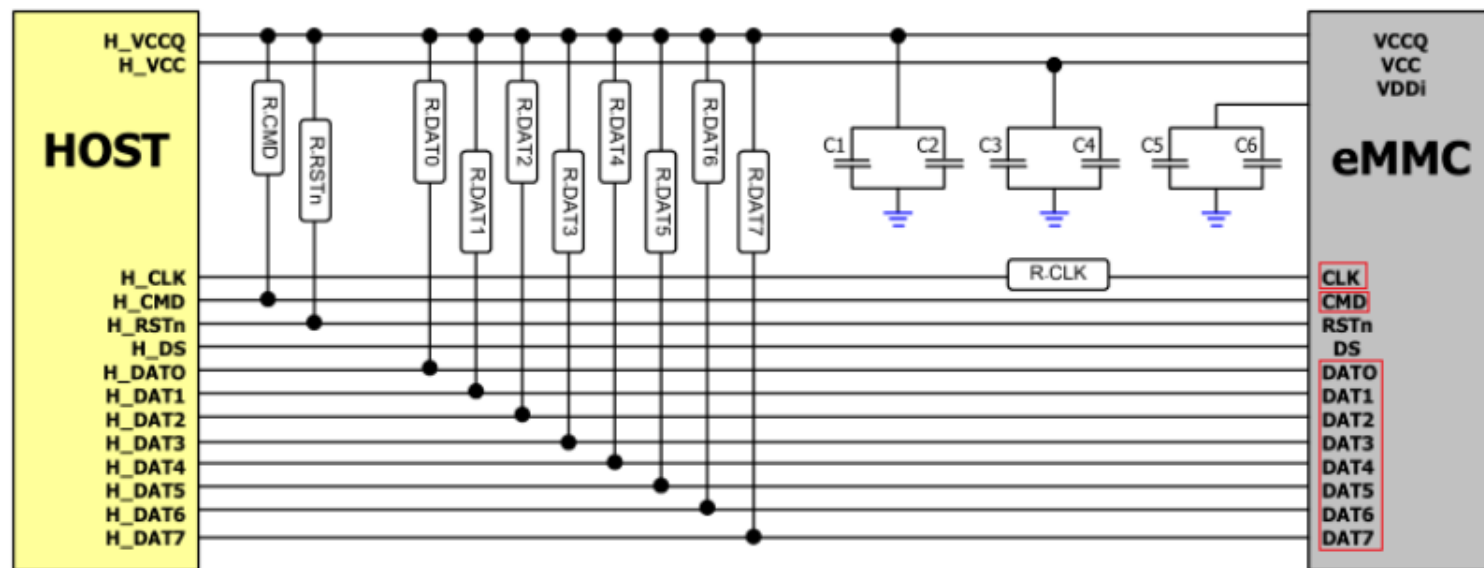 HOST
H_VCCQ
H_VCC
H_CLK
H_CMD
H_RSTn
H_DS
H_DAT0
H_DAT1
H_DAT2
H_DAT3
H_DAT4
H_DAT5
H_DAT6
H_DAT7
R.CMD
R.RSTn
R.DAT0
R.DAT1
R.DAT2
R.DAT3
R.DAT4
R.DAT5
R.DAT6
R.DAT7
C1
C2
C3
C4
C5
C6
R.CLK
VCCQ
VCC
VDDi
eMMC
CLK
CMD
RSTn
DS
DAT0
DAT1
DAT2
DAT3
DAT4
DAT5
DAT6
DAT7